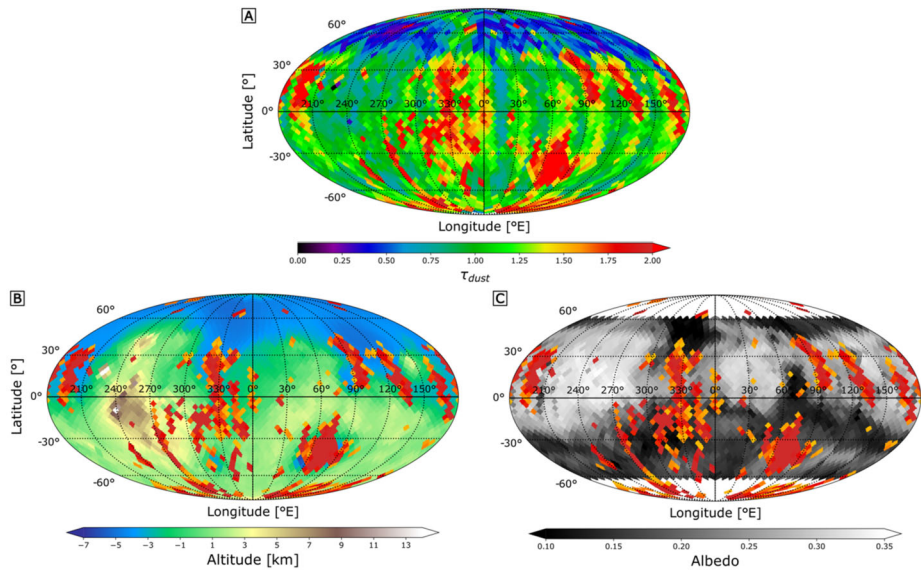 A
60°
30°
210° 240° 270° 300° 330° 0° 30° 60° 90° 120° 150°
0°
-30°
-60°
Latitude [°]
Longitude [°E]
0.00 0.25 0.50 0.75 1.00 1.25 1.50 1.75 2.00
τdust
B
60°
30°
210° 240° 270° 300° 330° 0° 30° 60° 90° 120° 150°
0°
-30°
-60°
Latitude [°]
Longitude [°E]
−7 −5 −3 −1 1 3 5 7 9 11 13
Altitude [km]
C
60°
30°
210° 240° 270° 300° 330° 0° 30° 60° 90° 120° 150°
0°
-30°
-60°
Latitude [°]
Longitude [°E]
0.10 0.15 0.20 0.25 0.30 0.35
Albedo